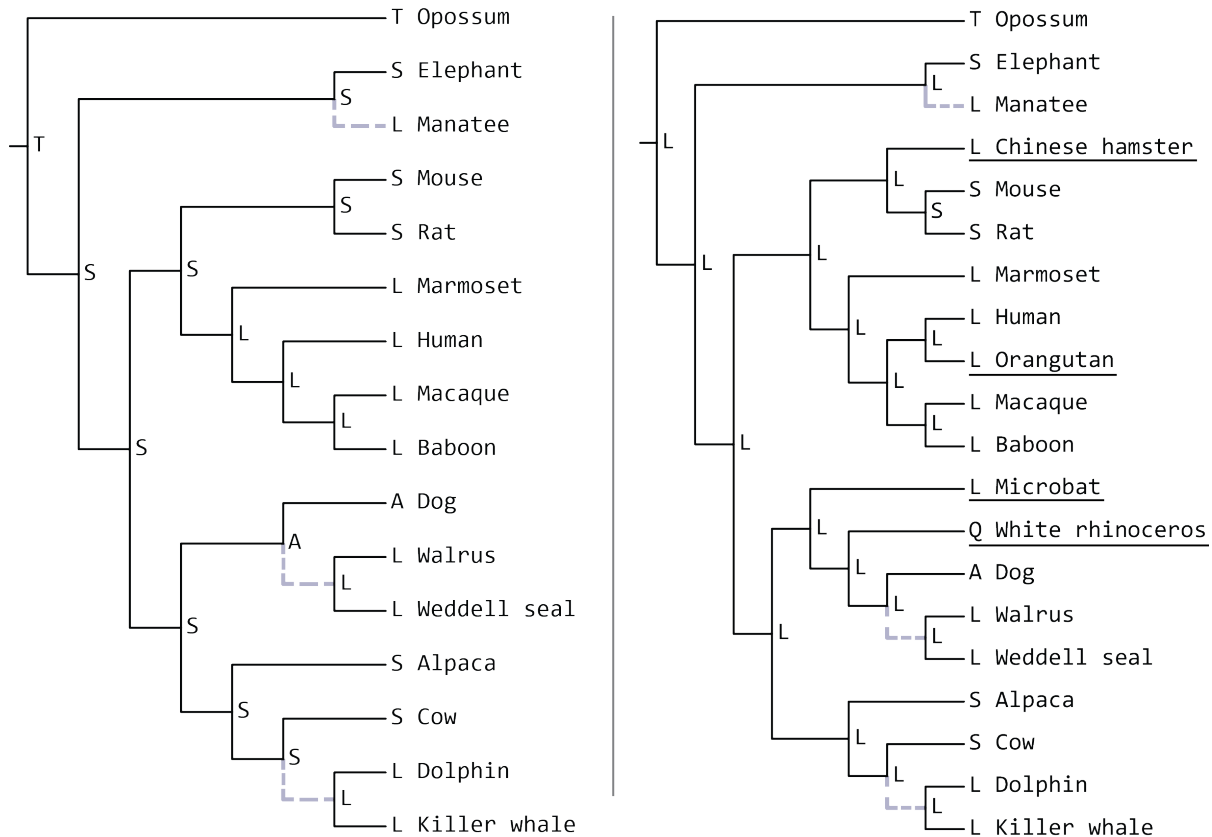 T Opossum
S Elephant
S
L Manatee
T
S Mouse
S
S Rat
S
S
L Marmoset
L
L Human
L
L Macaque
L
L Baboon
S
A Dog
A
L Walrus
L
L Weddell seal
S
S Alpaca
S
S Cow
S
L Dolphin
L
L Killer whale
T Opossum
S Elephant
L
L Manatee
L
L Chinese hamster
L
S Mouse
S
S Rat
L
L
L Marmoset
L
L Human
L
L Orangutan
L
L Macaque
L
L Baboon
L
L Microbat
L
Q White rhinoceros
L
A Dog
L
L Walrus
L
L Weddell seal
L
S Alpaca
L
S Cow
L
L Dolphin
L
L Killer whale